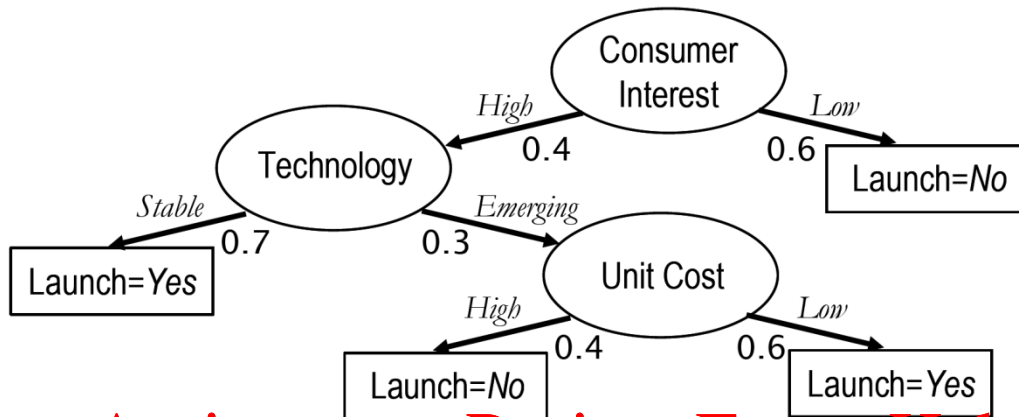 Consumer
Interest
High
Low
0.4
0.6
Technology
Launch=No
Stable
Emerging
0.7
0.3
Launch=Yes
Unit Cost
High
Low
0.4
0.6
Launch=No
Launch=Yes